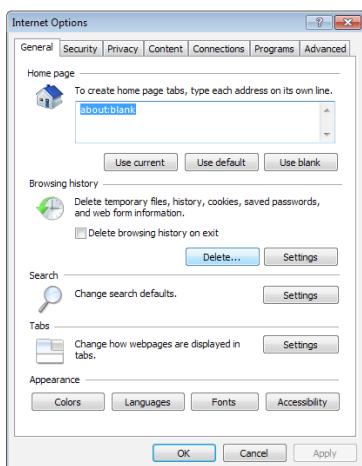 Internet Options
General Security Privacy Content Connections Programs Advanced
Home page
To create home page tabs, type each address on its own line.
about:blank
Use current Use default Use blank
Browsing history
Delete temporary files, history, cookies, saved passwords,
and web form information.
Delete browsing history on exit
Delete... Settings
Search
Change search defaults. Settings
Tabs
Change how webpages are displayed in
tabs. Settings
Appearance
Colors Languages Fonts Accessibility
OK Cancel Apply